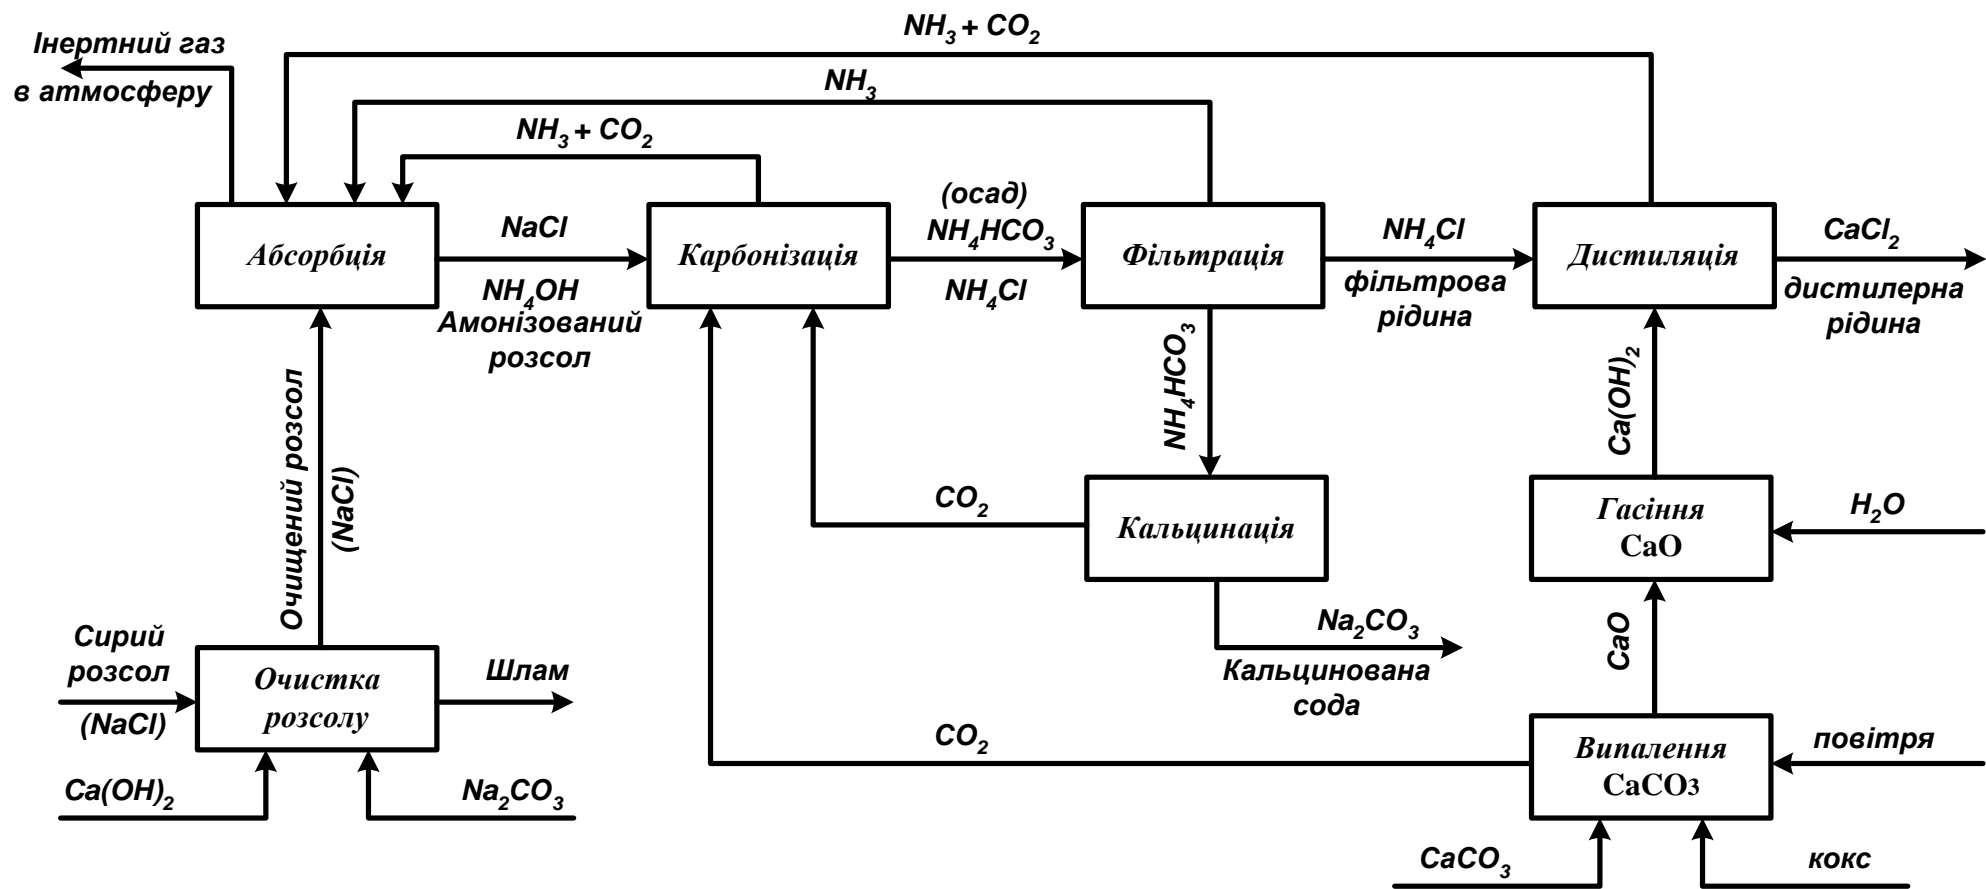 NH₃ + CO₂
Інертний газ
в атмосферу
NH₃
NH₃ + CO₂
Абсорбція
NaCl
NH₄OH
Амонізований
розсол
Карбонізація
(осад)
NH₄HCO₃
NH₄Cl
Фільтрація
NH₄Cl
фільтрова
рідина
Дистиляція
CaCl₂
дистилерна
рідина
Очищений розсол
(NaCl)
NH₄HCO₃
Ca(OH)₂
CO₂
Кальцинація
Гасіння
CaO
H₂O
Na₂CO₃
Кальцинована
сода
CaO
Сирий
розсол
(NaCl)
Очистка
розсолу
Шлам
CO₂
Випалення
CaCO₃
повітря
Ca(OH)₂
Na₂CO₃
CaCO₃
кокс